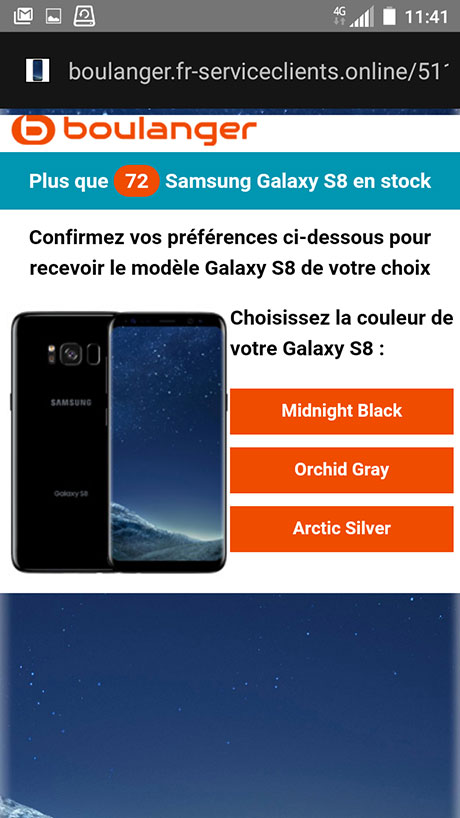 4G 11:41
boulanger.fr-serviceclients.online/511
boulanger
Plus que 72 Samsung Galaxy S8 en stock
Confirmez vos préférences ci-dessous pour
recevoir le modèle Galaxy S8 de votre choix
Choisissez la couleur de
votre Galaxy S8 :
SAMSUNG
Galaxy S8
Midnight Black
Orchid Gray
Arctic Silver